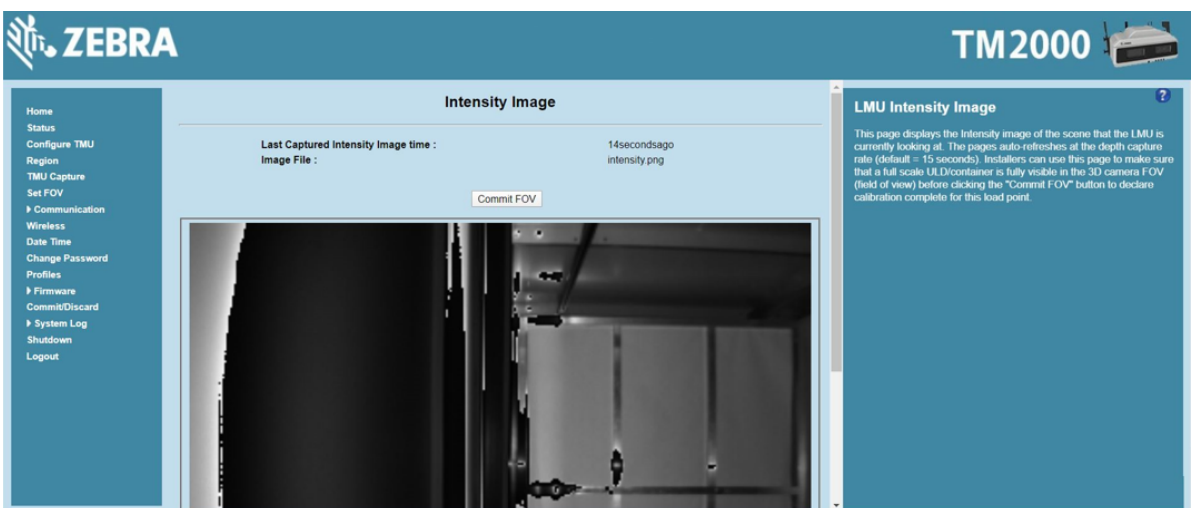 ZEBRA
TM2000
Home
Status
Configure TMU
Region
TMU Capture
Set FOV
Communication
Wireless
Date Time
Change Password
Profiles
Firmware
Commit/Discard
System Log
Shutdown
Logout
Intensity Image
Last Captured Intensity Image time : 14secondsago
Image File : intensity.png
Commit FOV
?
LMU Intensity Image
This page displays the Intensity image of the scene that the LMU is
currently looking at. The pages auto-refreshes at the depth capture
rate (default = 15 seconds). Installers can use this page to make sure
that a full scale ULD/container is fully visible in the 3D camera FOV
(field of view) before clicking the "Commit FOV" button to declare
calibration complete for this load point.